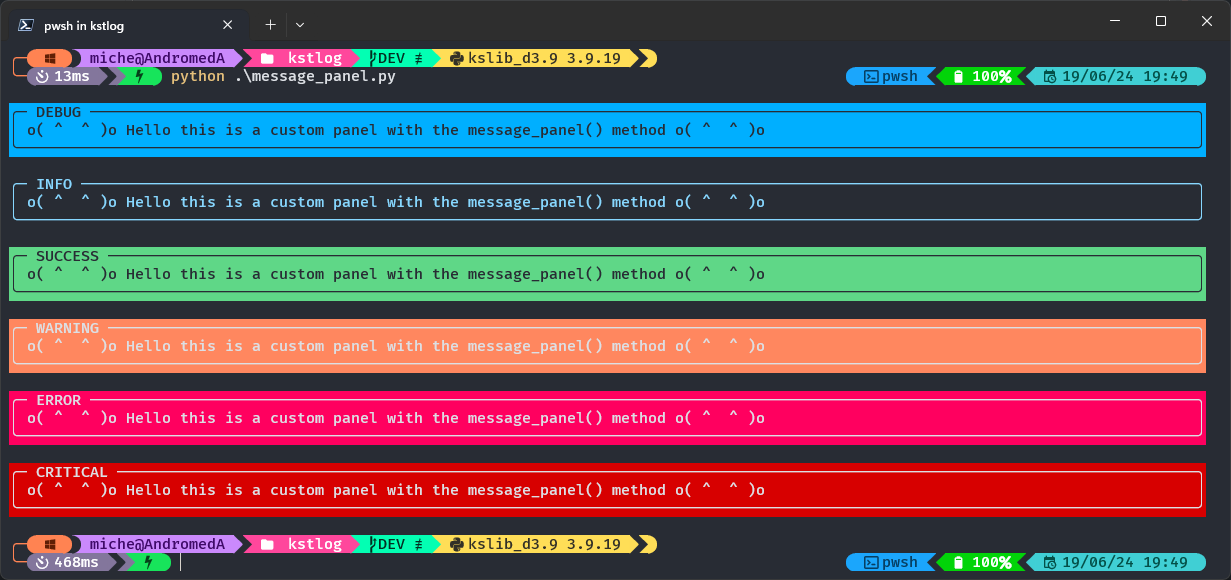 pwsh in kstlog
miche@AndromedA kstlog DEV ≢ kslib_d3.9 3.9.19
13ms python .\message_panel.py pwsh 100% 19/06/24 19:49
DEBUG
o( ^  ^ )o Hello this is a custom panel with the message_panel() method o( ^  ^ )o
INFO
o( ^  ^ )o Hello this is a custom panel with the message_panel() method o( ^  ^ )o
SUCCESS
o( ^  ^ )o Hello this is a custom panel with the message_panel() method o( ^  ^ )o
WARNING
o( ^  ^ )o Hello this is a custom panel with the message_panel() method o( ^  ^ )o
ERROR
o( ^  ^ )o Hello this is a custom panel with the message_panel() method o( ^  ^ )o
CRITICAL
o( ^  ^ )o Hello this is a custom panel with the message_panel() method o( ^  ^ )o
miche@AndromedA kstlog DEV ≢ kslib_d3.9 3.9.19
468ms pwsh 100% 19/06/24 19:49